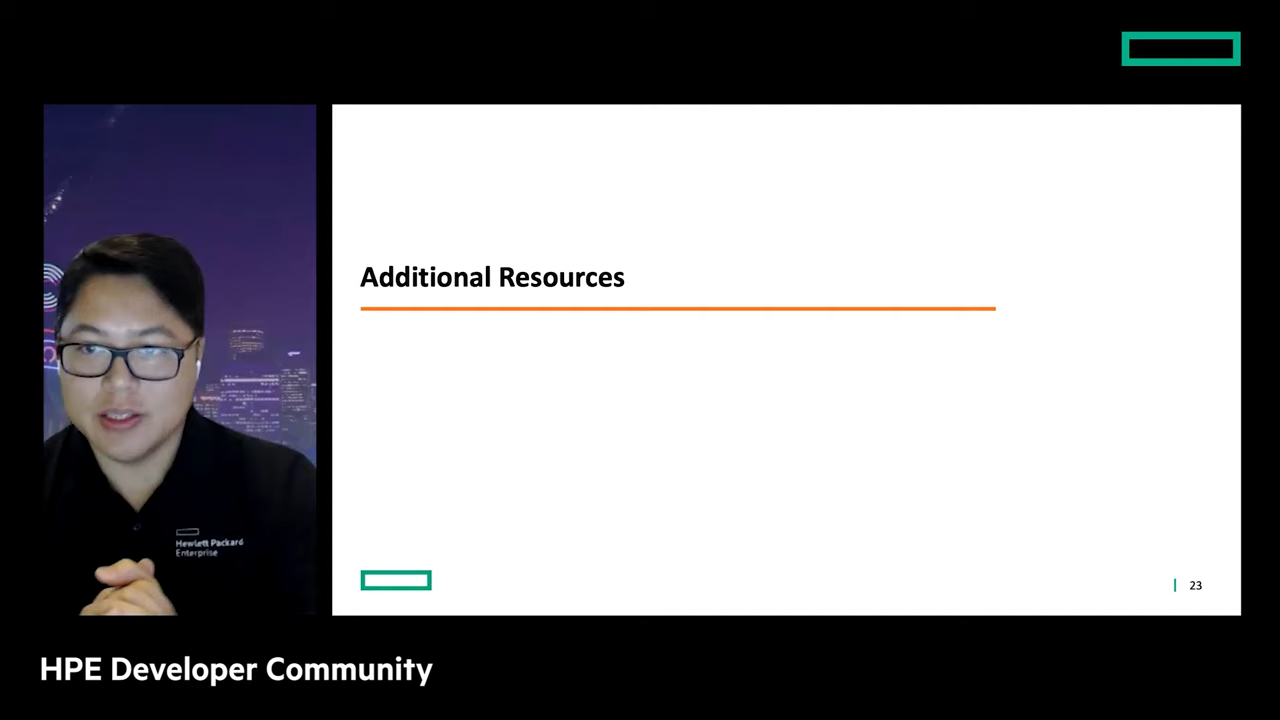 Additional Resources
Hewlett Packard
Enterprise
23
HPE Developer Community